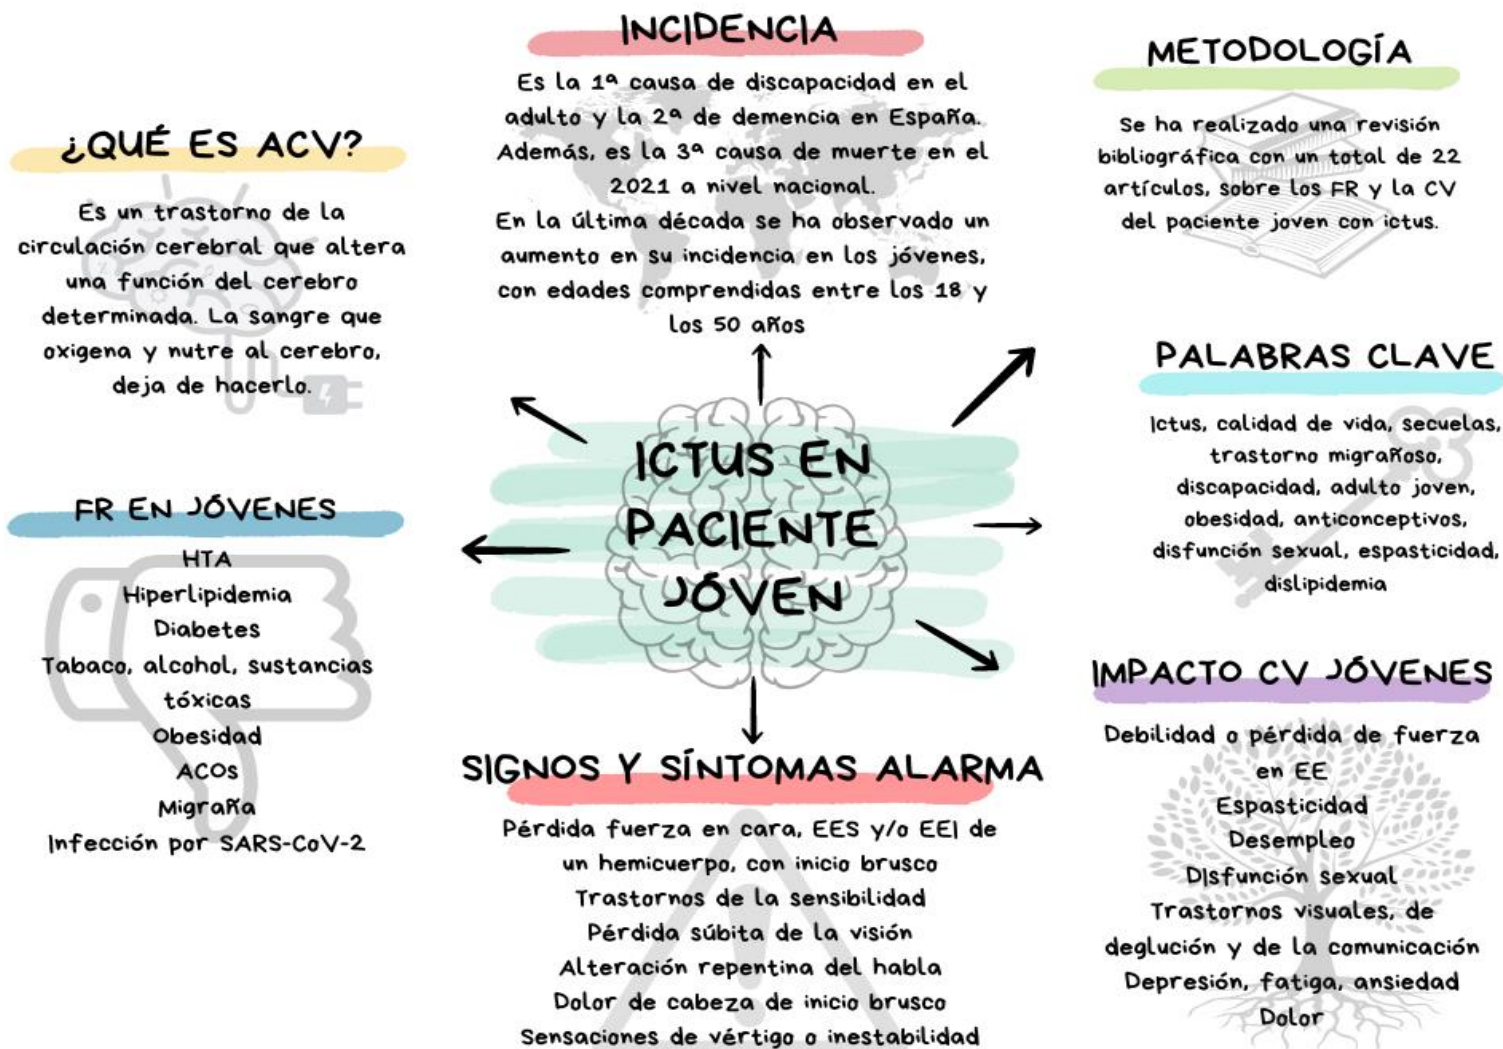 INCIDENCIA
Es la 1ª causa de discapacidad en el
adulto y la 2ª de demencia en España.
Además, es la 3ª causa de muerte en el
2021 a nivel nacional.
En la última década se ha observado un
aumento en su incidencia en los jóvenes,
con edades comprendidas entre los 18 y
los 50 años
METODOLOGÍA
Se ha realizado una revisión
bibliográfica con un total de 22
artículos, sobre los FR y la CV
del paciente joven con ictus.
¿QUÉ ES ACV?
Es un trastorno de la
circulación cerebral que altera
una función del cerebro
determinada. La sangre que
oxigena y nutre al cerebro,
deja de hacerlo.
PALABRAS CLAVE
Ictus, calidad de vida, secuelas,
trastorno migrañoso,
discapacidad, adulto joven,
obesidad, anticonceptivos,
disfunción sexual, espasticidad,
dislipidemia
ICTUS EN
PACIENTE
JÓVEN
FR EN JÓVENES
HTA
Hiperlipidemia
Diabetes
Tabaco, alcohol, sustancias
tóxicas
Obesidad
ACOs
Migraña
Infección por SARS-CoV-2
SIGNOS Y SÍNTOMAS ALARMA
Pérdida fuerza en cara, EES y/o EEI de
un hemicuerpo, con inicio brusco
Trastornos de la sensibilidad
Pérdida súbita de la visión
Alteración repentina del habla
Dolor de cabeza de inicio brusco
Sensaciones de vértigo o inestabilidad
IMPACTO CV JÓVENES
Debilidad o pérdida de fuerza
en EE
Espasticidad
Desempleo
DIsfunción sexual
Trastornos visuales, de
deglución y de la comunicación
Depresión, fatiga, ansiedad
Dolor